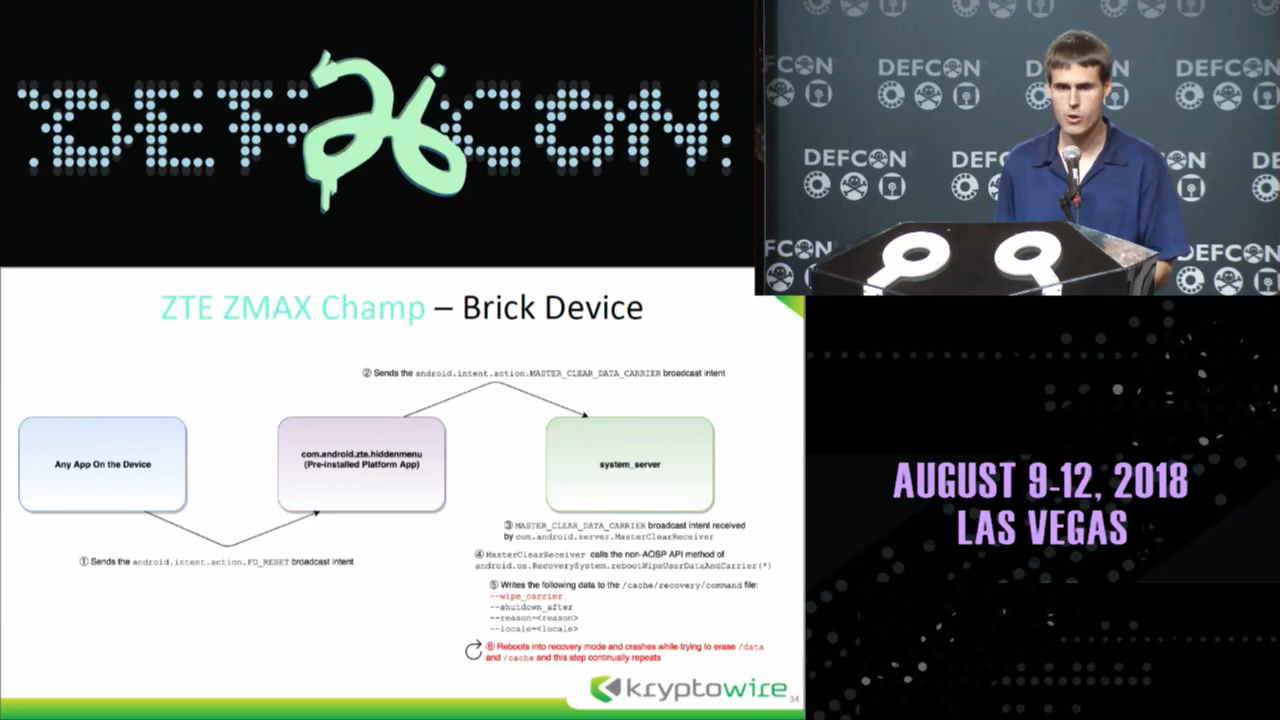 DEF 26 CON
DEFCON
DEFCON
DEFCON
DEFCON
DEFCON
DEFCON
DEFCON
ZTE ZMAX Champ – Brick Device
② Sends the android.intent.action.MASTER_CLEAR_DATA_CARRIER broadcast intent
Any App On the Device
com.android.zte.hiddenmenu
(Pre-installed Platform App)
system_server
① Sends the android.intent.action.FD_RESET broadcast intent
③ MASTER_CLEAR_DATA_CARRIER broadcast intent received
by com.android.server.MasterClearReceiver
④ MasterClearReceiver calls the non-AOSP API method of
android.os.RecoverySystem.rebootWipeUserDataAndCarrier(*)
⑤ Writes the following data to the /cache/recovery/command file:
--wipe_carrier
--shutdown_after
--reason=<reason>
--locale=<locale>
⑥ Reboots into recovery mode and crashes while trying to erase /data
and /cache and this step continually repeats
kryptowire
34
AUGUST 9-12, 2018
LAS VEGAS